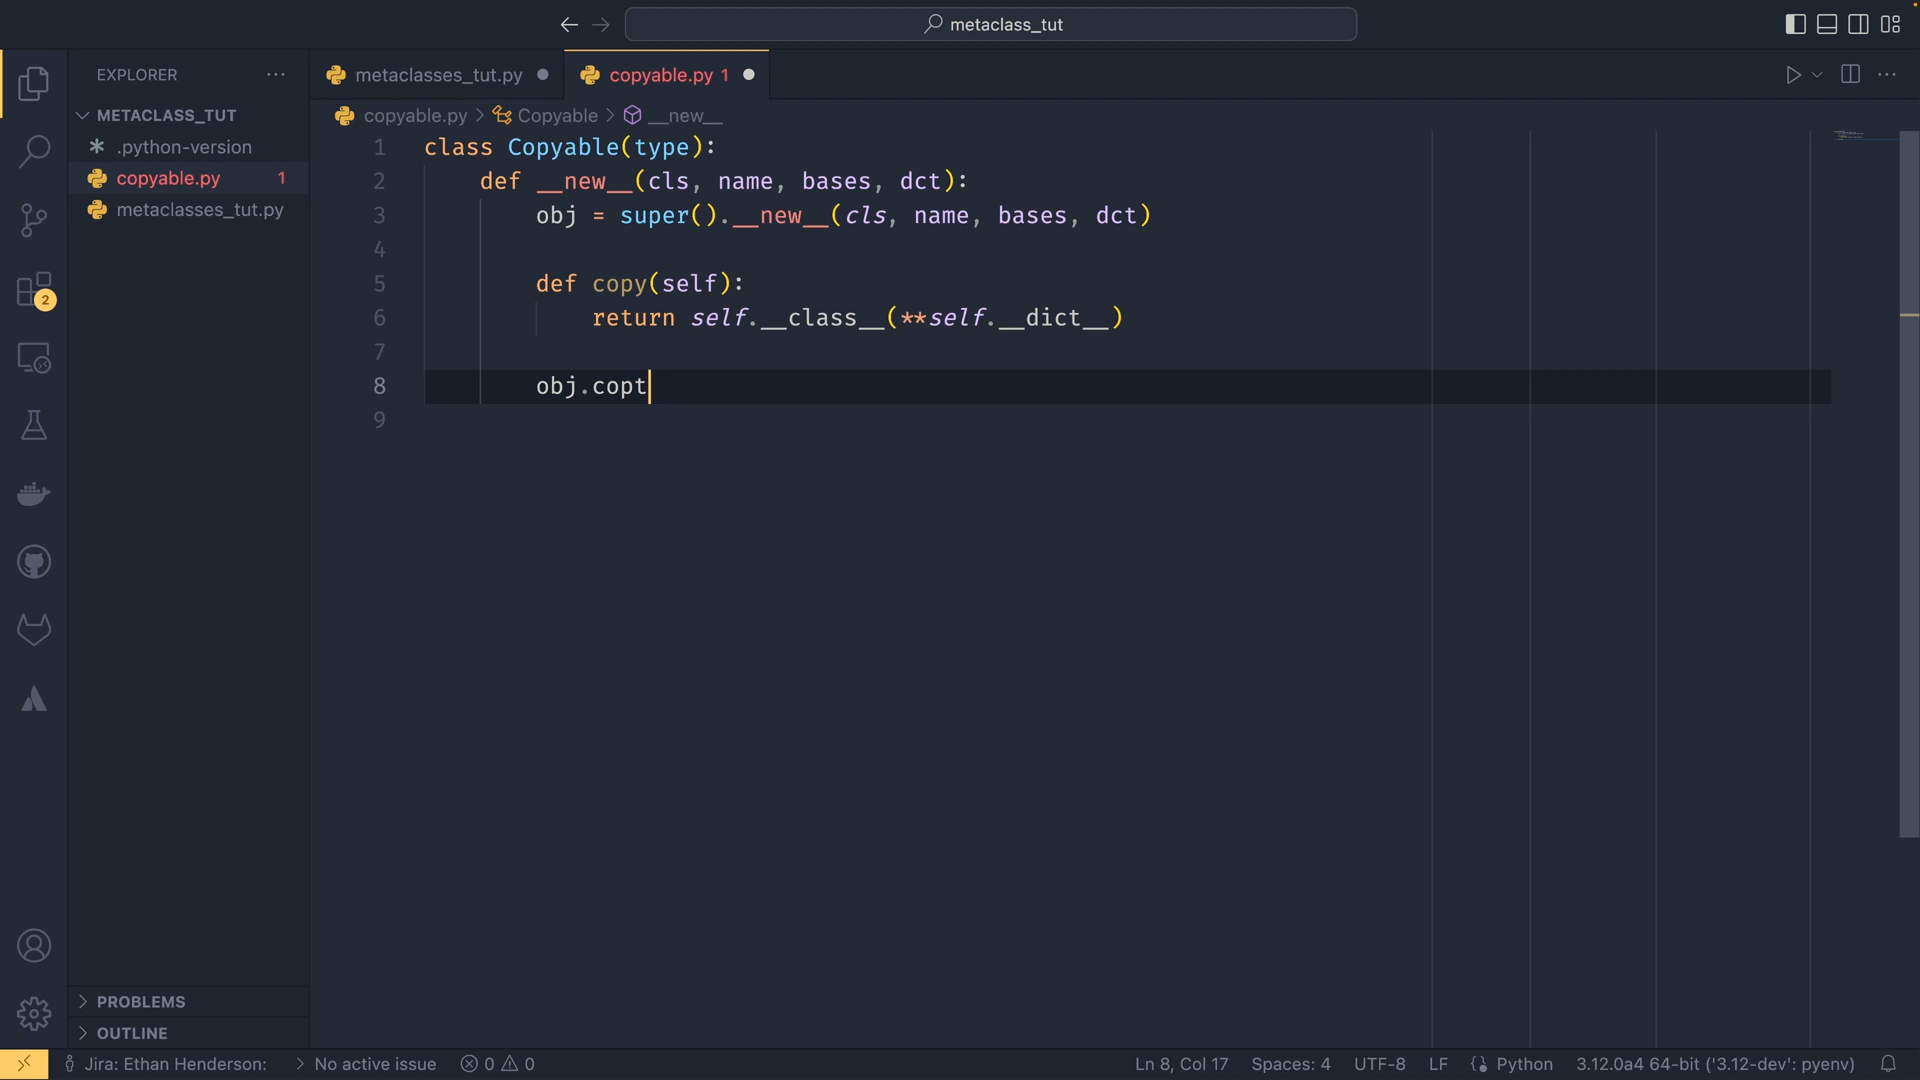 metaclass_tut
EXPLORER
METACLASS_TUT
.python-version
copyable.py 1
metaclasses_tut.py
PROBLEMS
OUTLINE
2
metaclasses_tut.py
copyable.py 1
copyable.py > Copyable > __new__
1 class Copyable(type):
2 def __new__(cls, name, bases, dct):
3 obj = super().__new__(cls, name, bases, dct)
4
5 def copy(self):
6 return self.__class__(**self.__dict__)
7
8 obj.copt
9
Jira: Ethan Henderson: > No active issue 0 0
Ln 8, Col 17 Spaces: 4 UTF-8 LF Python 3.12.0a4 64-bit ('3.12-dev': pyenv)